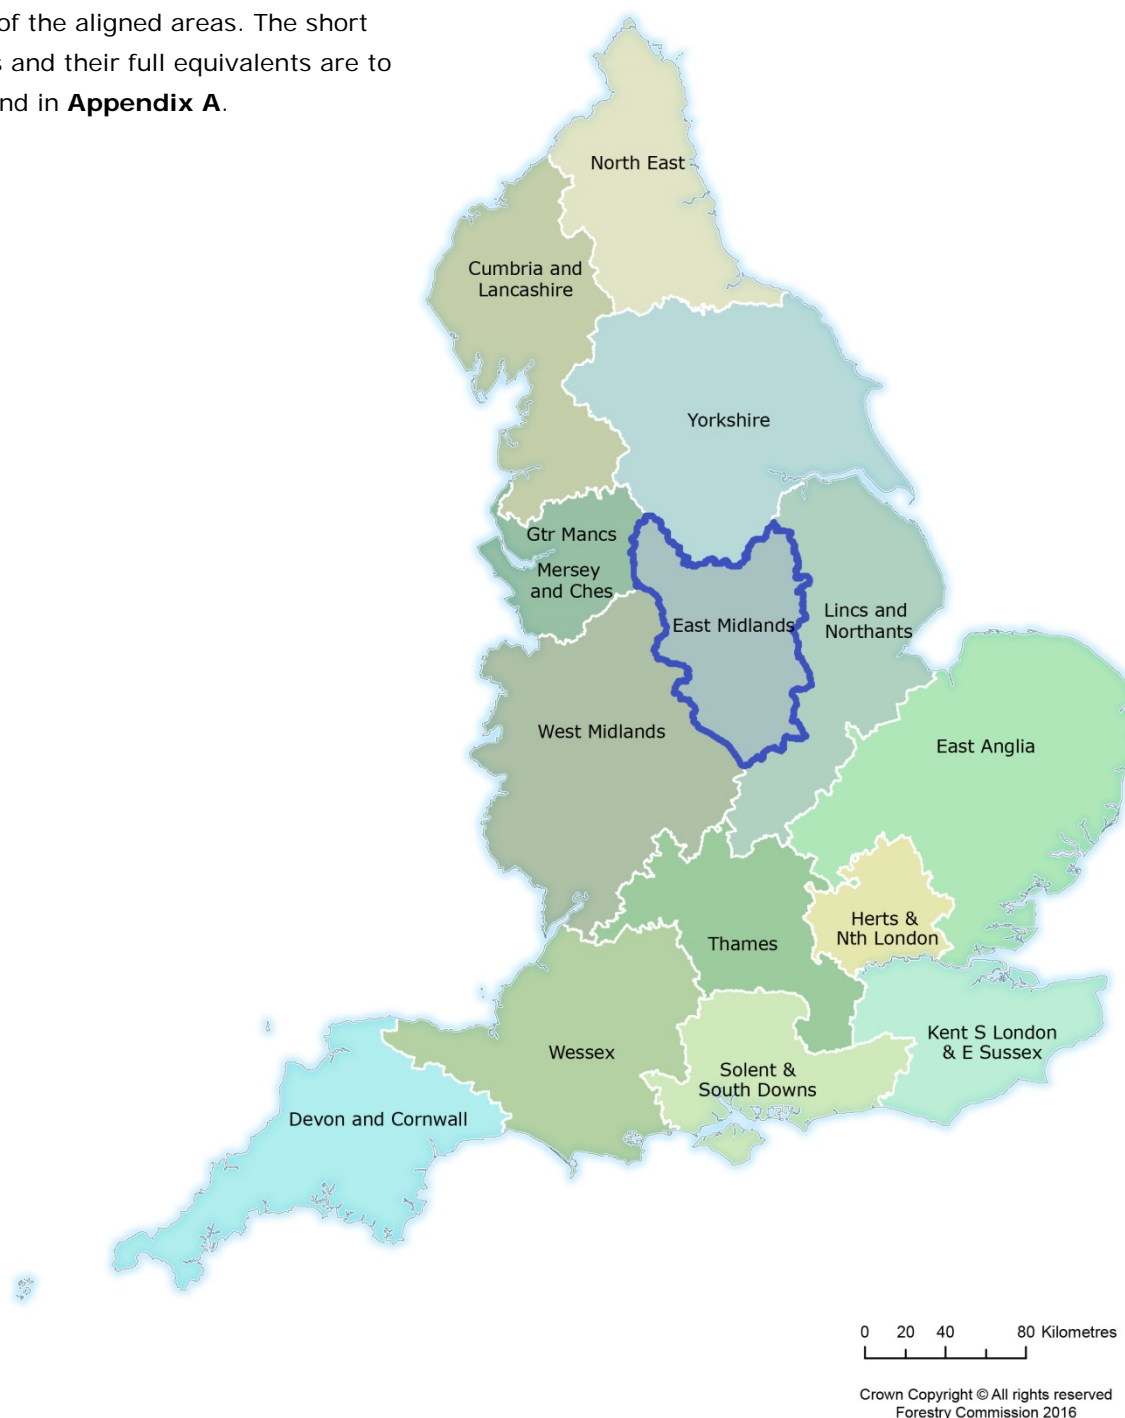 of the aligned areas. The short
s and their full equivalents are to
nd in Appendix A.
North East
Cumbria and
Lancashire
Yorkshire
Gtr Mancs
Mersey
and Ches
East Midlands
Lincs and
Northants
West Midlands
East Anglia
Herts &
Nth London
Thames
Kent S London
& E Sussex
Wessex
Solent &
South Downs
Devon and Cornwall
0 20 40 80 Kilometres
Crown Copyright © All rights reserved
Forestry Commission 2016